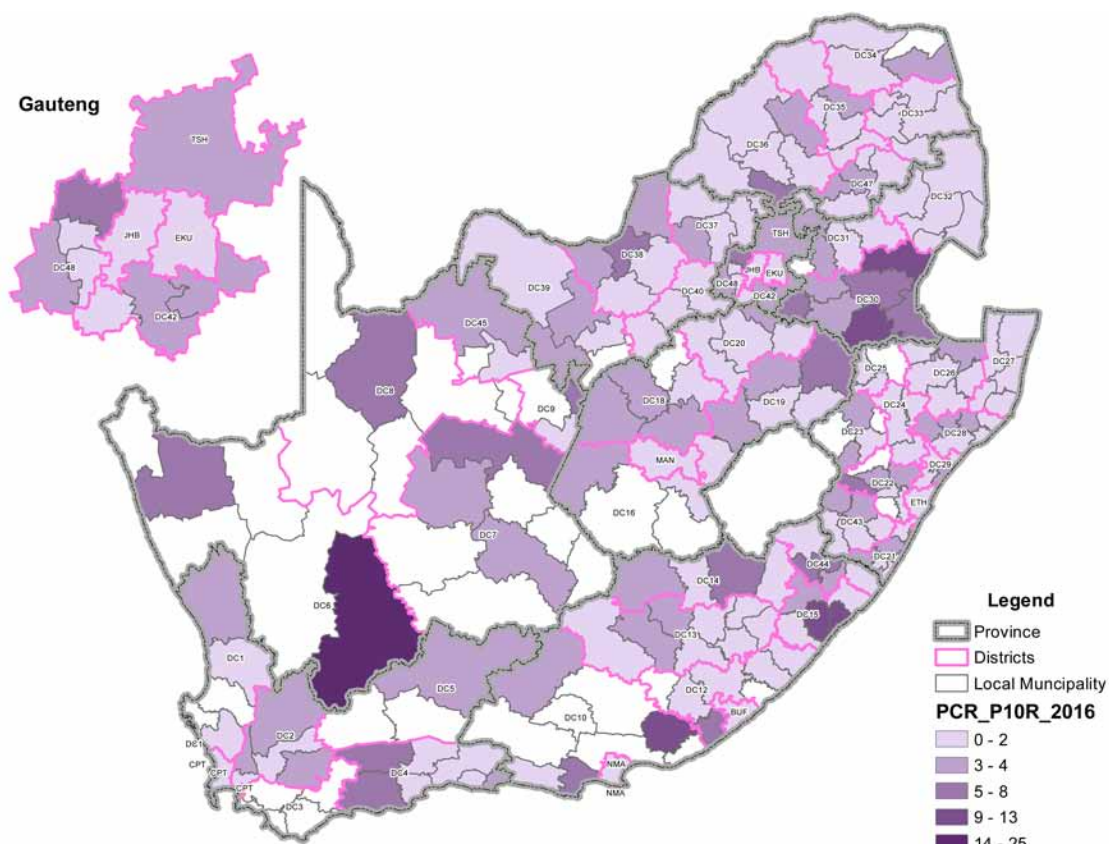 Gauteng
TSH
JHB
EKU
DC48
DC42
DC34
DC35
DC33
DC36
DC47
DC32
DC37
TSH
DC31
DC38
JHB
EKU
DC48
DC42
DC39
DC40
DC30
DC45
DC20
DC8
DC25
DC26
DC27
DC9
DC18
DC19
DC24
DC23
DC28
MAN
DC29
DC22
ETH
DC16
DC43
DC7
DC21
DC44
DC14
DC15
DC6
DC13
DC1
DC5
DC12
DC10
BUF
DC2
DC1
CPT
DC4
NMA
CPT
NMA
DC3
Legend
Province
Districts
Local Muncipality
PCR_P10R_2016
0 - 2
3 - 4
5 - 8
9 - 13
14 - 25